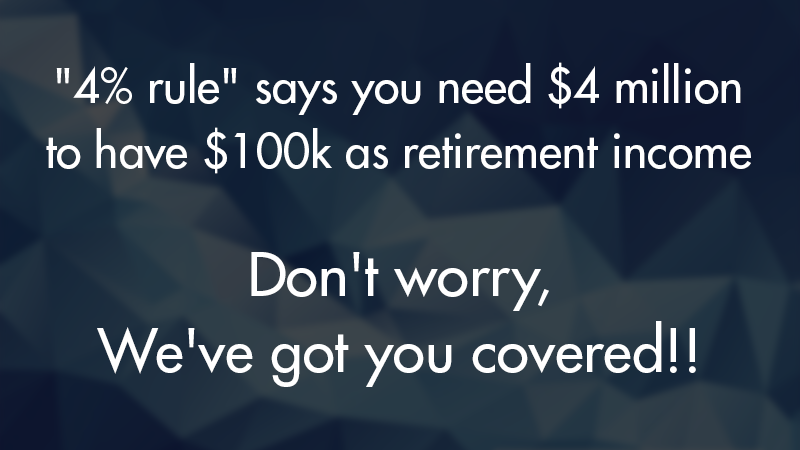 "4% rule" says you need $4 million
to have $100k as retirement income
Don't worry,
We've got you covered!!